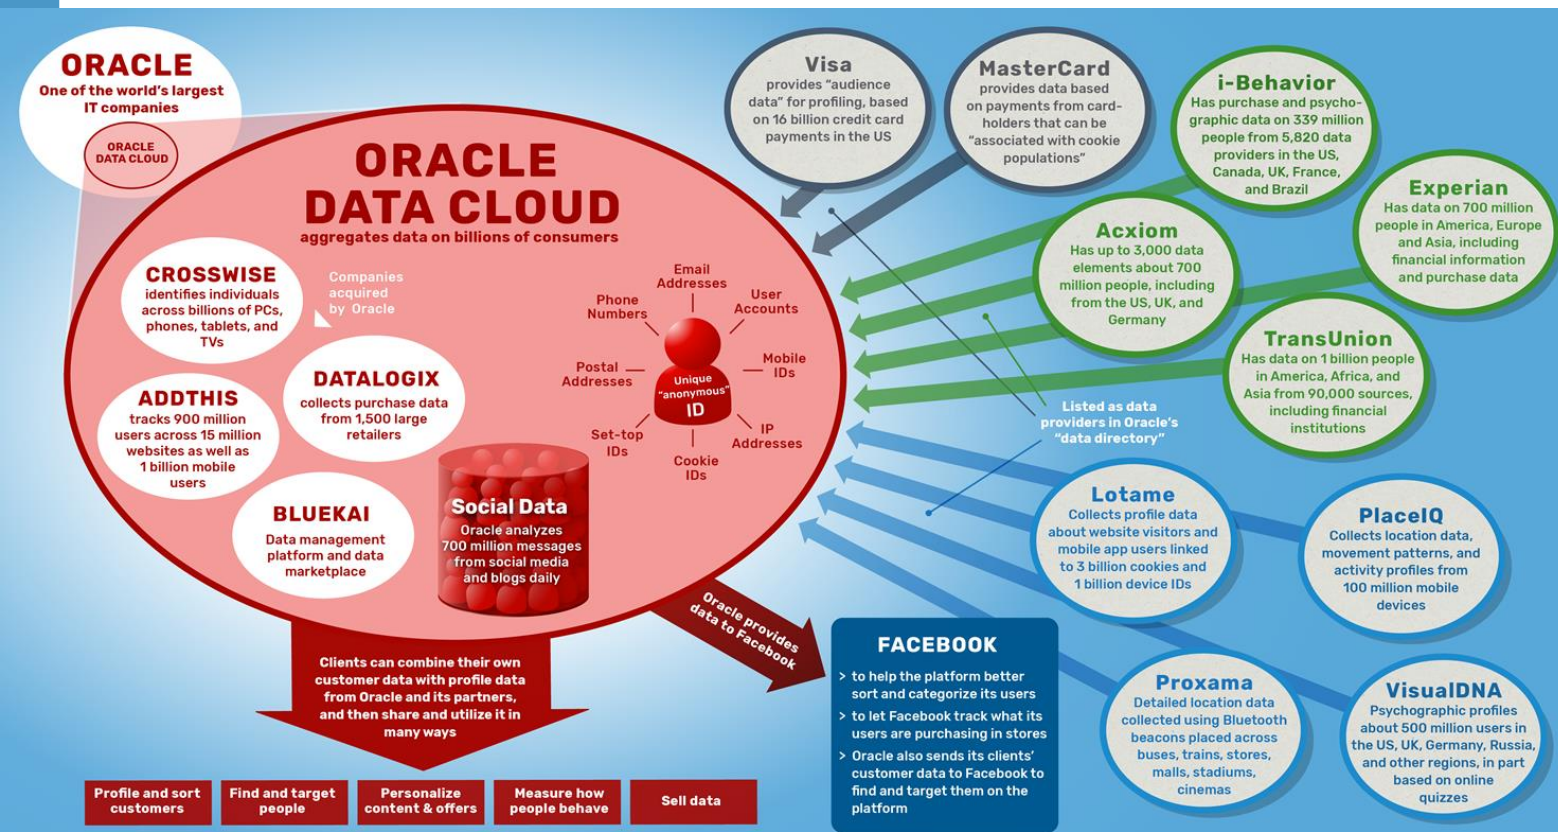 ORACLE
One of the world's largest
IT companies
ORACLE
DATA CLOUD
ORACLE
DATA CLOUD
aggregates data on billions of consumers
CROSSWISE
identifies individuals
across billions of PCs,
phones, tablets, and
TVs
Companies
acquired
by Oracle
ADDTHIS
tracks 900 million
users across 15 million
websites as well as
1 billion mobile
users
DATALOGIX
collects purchase data
from 1,500 large
retailers
BLUEKAI
Data management
platform and data
marketplace
Social Data
Oracle analyzes
700 million messages
from social media
and blogs daily
Email
Addresses
User
Accounts
Phone
Numbers
Mobile
IDs
Postal
Addresses
Unique
"anonymous"
ID
IP
Addresses
Set-top
IDs
Cookie
IDs
Visa
provides "audience
data" for profiling, based
on 16 billion credit card
payments in the US
MasterCard
provides data based
on payments from card-
holders that can be
"associated with cookie
populations"
i-Behavior
Has purchase and psycho-
graphic data on 339 million
people from 5,820 data
providers in the US,
Canada, UK, France,
and Brazil
Experian
Has data on 700 million
people in America, Europe
and Asia, including
financial information
and purchase data
Acxiom
Has up to 3,000 data
elements about 700
million people, including
from the US, UK, and
Germany
TransUnion
Has data on 1 billion people
in America, Africa, and
Asia from 90,000 sources,
including financial
institutions
Listed as data
providers in Oracle's
"data directory"
Lotame
Collects profile data
about website visitors and
mobile app users linked
to 3 billion cookies and
1 billion device IDs
PlaceIQ
Collects location data,
movement patterns, and
activity profiles from
100 million mobile
devices
Proxama
Detailed location data
collected using Bluetooth
beacons placed across
buses, trains, stores,
malls, stadiums,
cinemas
VisualDNA
Psychographic profiles
about 500 million users in
the US, UK, Germany, Russia,
and other regions, in part
based on online
quizzes
Oracle provides
data to Facebook
FACEBOOK
> to help the platform better
sort and categorize its users
> to let Facebook track what its
users are purchasing in stores
> Oracle also sends its clients'
customer data to Facebook to
find and target them on the
platform
Clients can combine their own
customer data with profile data
from Oracle and its partners,
and then share and utilize it in
many ways
Profile and sort
customers
Find and target
people
Personalize
content & offers
Measure how
people behave
Sell data